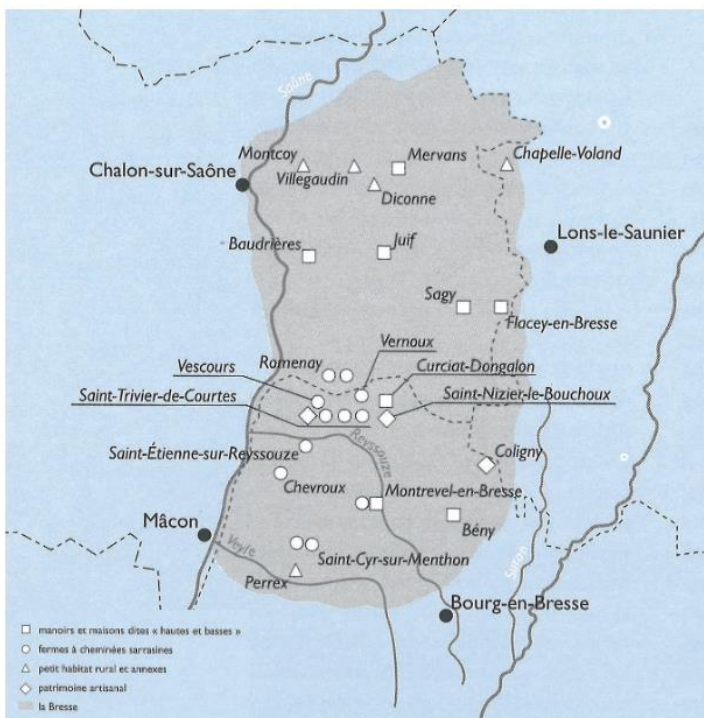 Saône
Montcoy
Mervans
Chapelle-Voland
Chalon-sur-Saône
Villegaudin
Diconne
Baudrières
Juif
Lons-le-Saunier
Sagy
Flacey-en-Bresse
Vernoux
Vescours
Romenay
Curciat-Dongalon
Saint-Trivier-de-Courtes
Saint-Nizier-le-Bouchoux
Reyssouze
Saint-Étienne-sur-Reyssouze
Coligny
Chevroux
Montrevel-en-Bresse
Mâcon
Bény
Veyle
Saint-Cyr-sur-Menthon
Suran
Perrex
Bourg-en-Bresse
manoirs et maisons dites « hautes et basses »
fermes à cheminées sarrasines
petit habitat rural et annexes
patrimoine artisanal
la Bresse